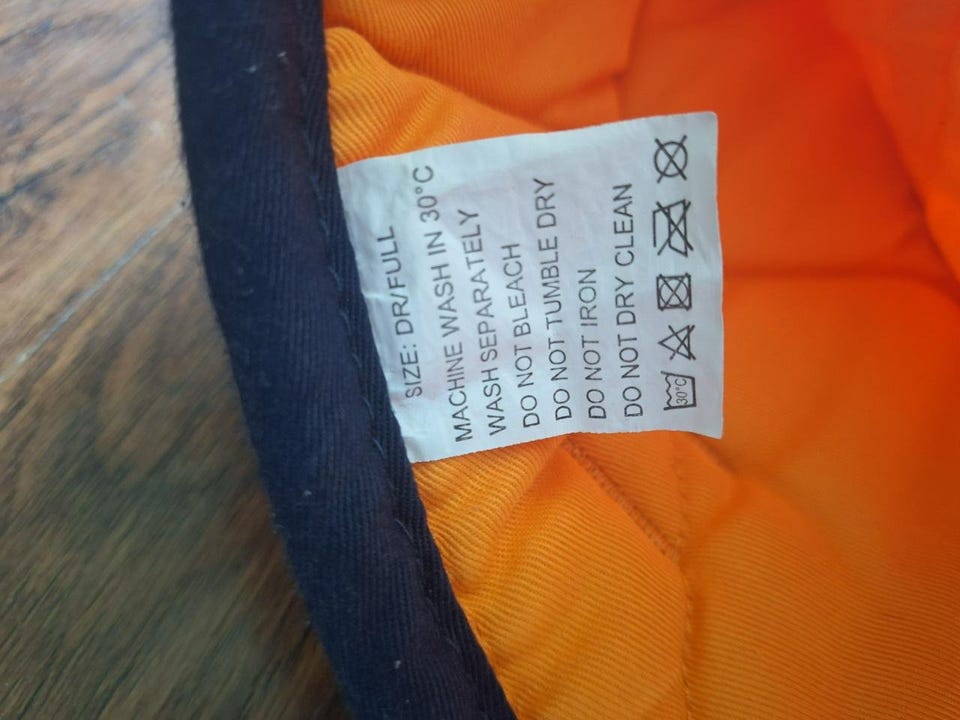 SIZE: DR/FULL
MACHINE WASH IN 30°C
WASH SEPARATELY
DO NOT BLEACH
DO NOT TUMBLE DRY
DO NOT IRON
DO NOT DRY CLEAN
30°C